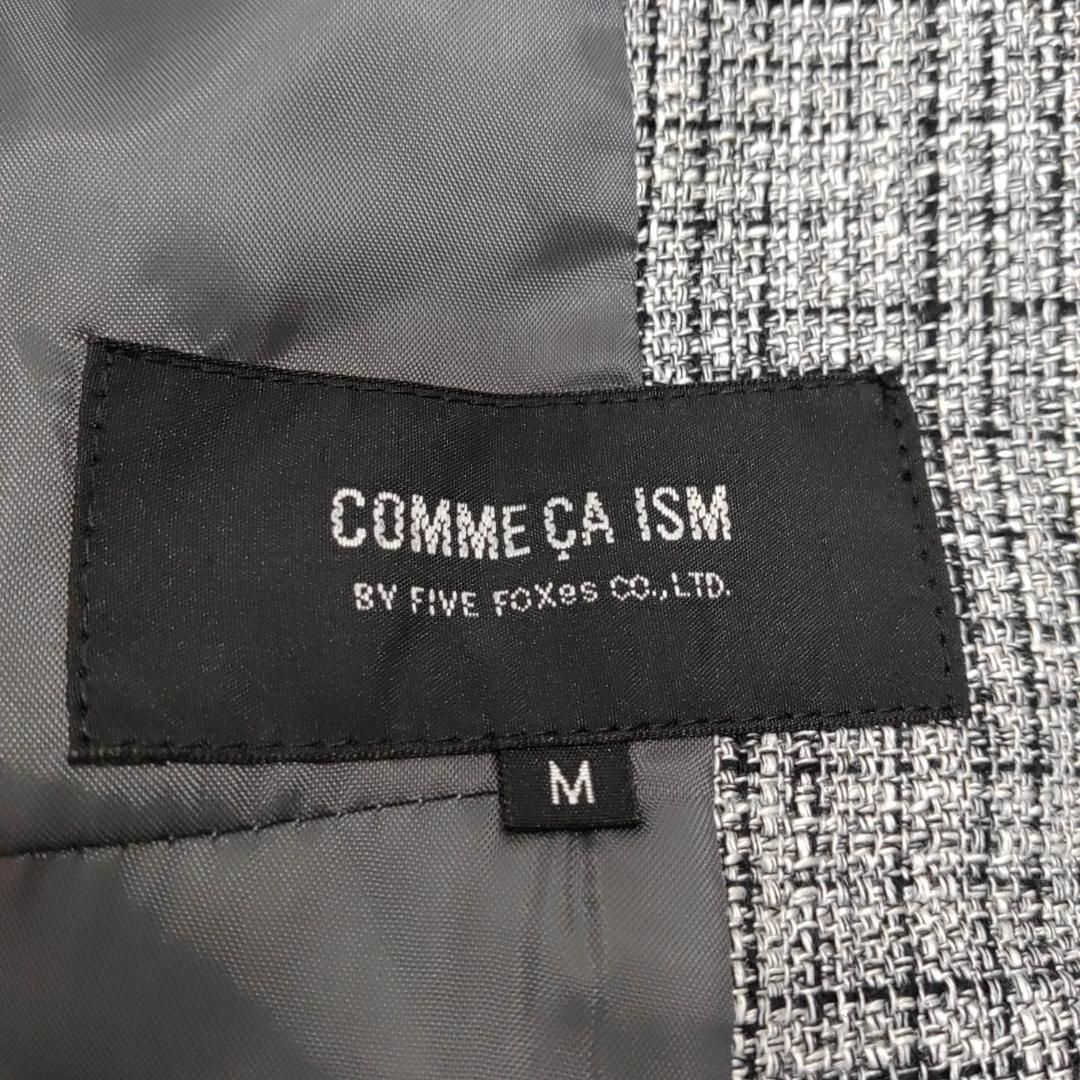 COMME ÇA ISM
BY FIVE FOXes CO., LTD.
M